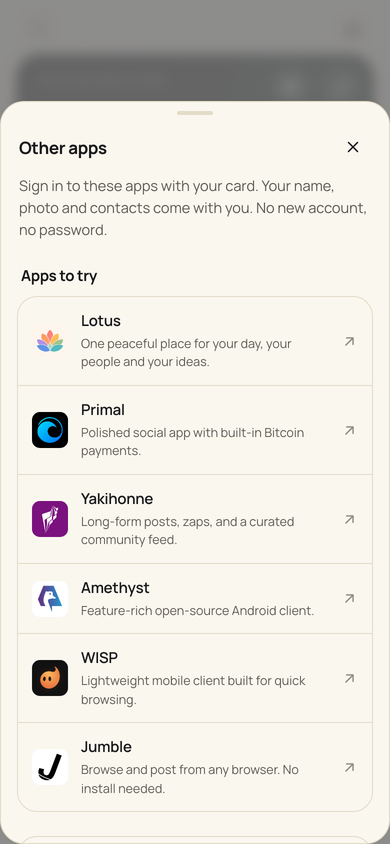 Other apps
Sign in to these apps with your card. Your name,
photo and contacts come with you. No new account,
no password.
Apps to try
Lotus
One peaceful place for your day, your
people and your ideas.
Primal
Polished social app with built-in Bitcoin
payments.
Yakihonne
Long-form posts, zaps, and a curated
community feed.
Amethyst
Feature-rich open-source Android client.
WISP
Lightweight mobile client built for quick
browsing.
Jumble
Browse and post from any browser. No
install needed.